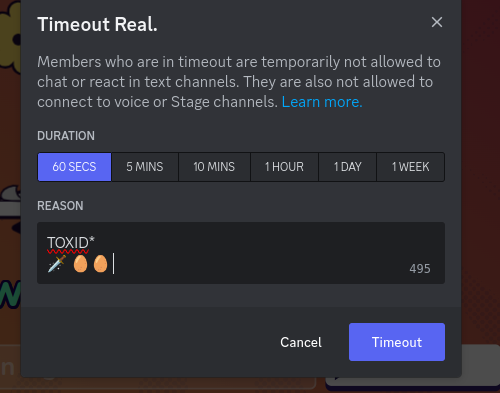 Timeout Real.
Members who are in timeout are temporarily not allowed to
chat or react in text channels. They are also not allowed to
connect to voice or Stage channels. Learn more.
DURATION
60 SECS 5 MINS 10 MINS 1 HOUR 1 DAY 1 WEEK
REASON
TOXID*
🗡️ 🥚 🥚
495
Cancel Timeout